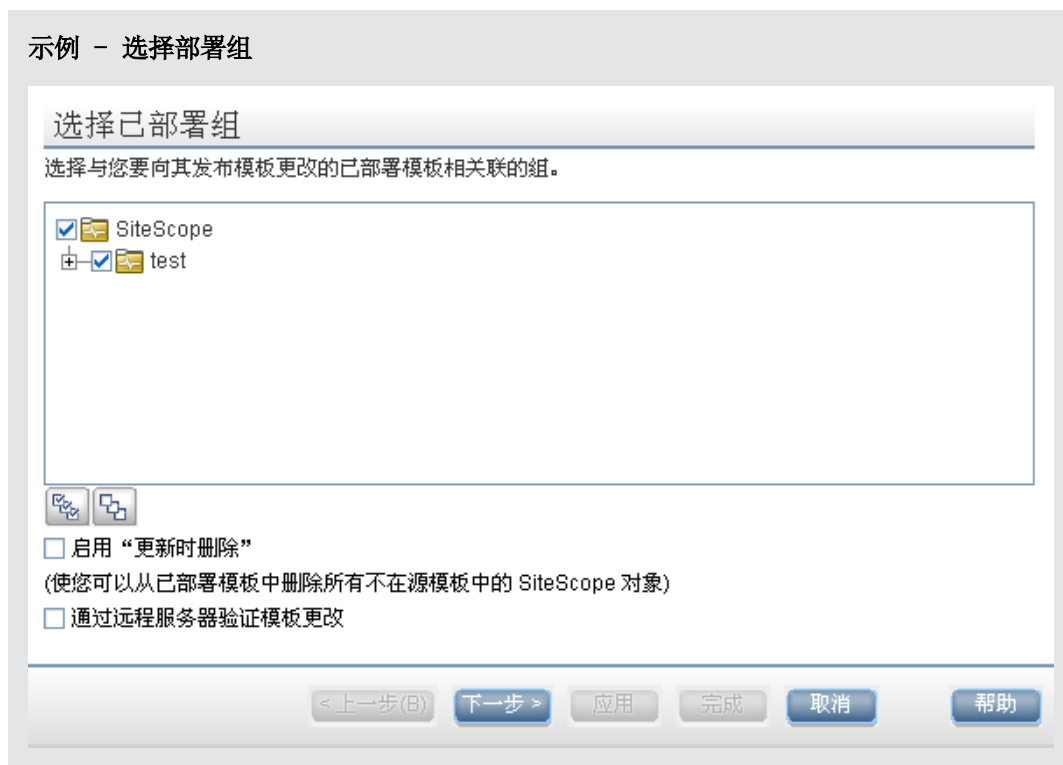 示例 - 选择部署组
选择已部署组
选择与您要向其发布模板更改的已部署模板相关联的组。
SiteScope
test
启用“更新时删除”
(使您可以从已部署模板中删除所有不在源模板中的 SiteScope 对象)
通过远程服务器验证模板更改
< 上一步(B) 下一步 > 应用 完成 取消 帮助